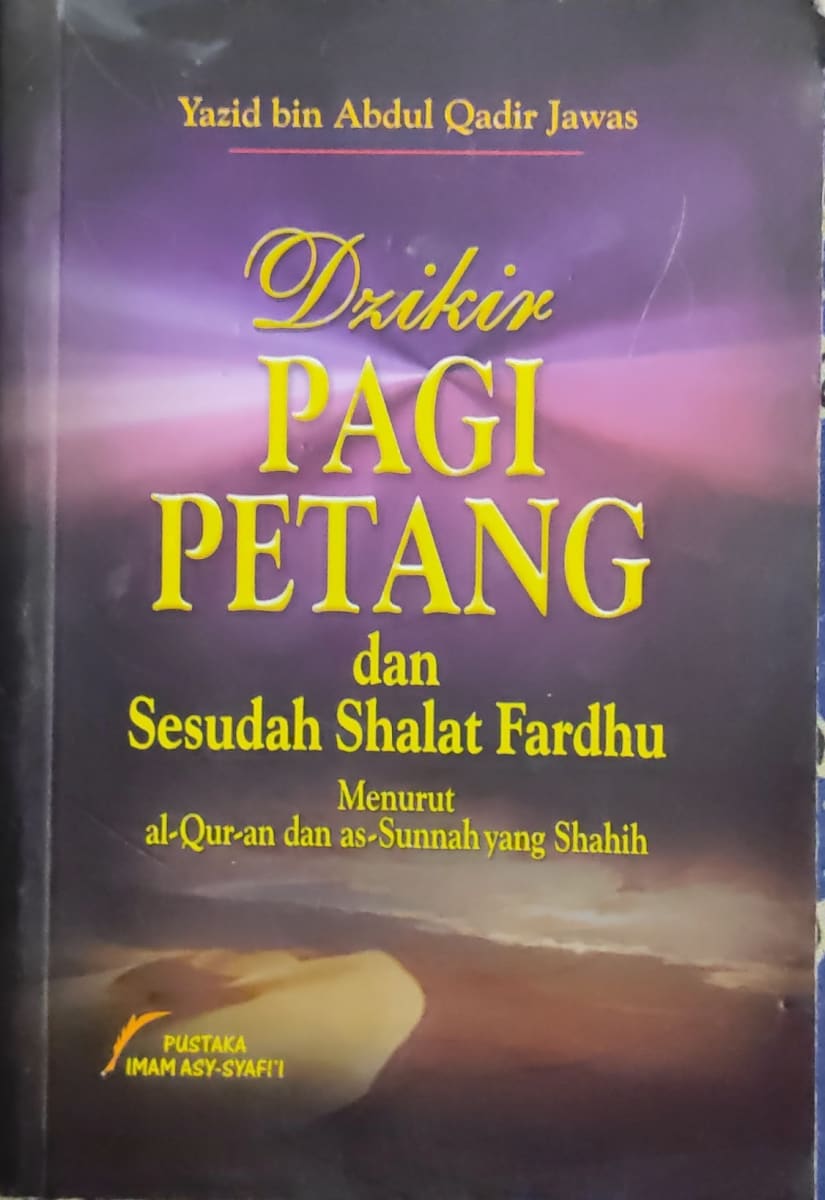 Yazid bin Abdul Qadir Jawas
Dzikir
PAGI
PETANG
dan
Sesudah Shalat Fardhu
Menurut
al-Qur-an dan as-Sunnah yang Shahih
PUSTAKA
IMAM ASY-SYAFI'I